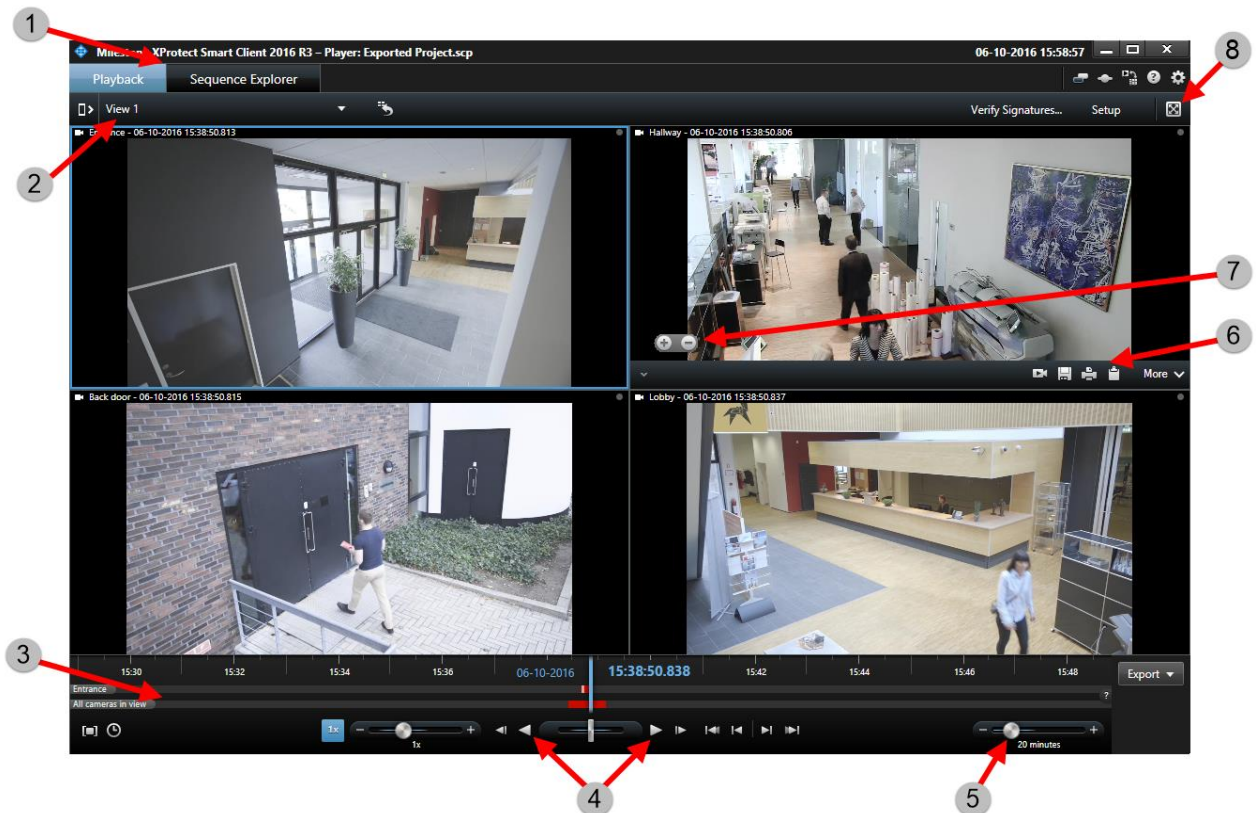 1
Milestone XProtect Smart Client 2016 R3 – Player: Exported Project.scp
06-10-2016 15:58:57
8
Playback
Sequence Explorer
View 1
Verify Signatures...
Setup
2
Entrance - 06-10-2016 15:38:50.813
Hallway - 06-10-2016 15:38:50.806
7
6
More
Back door - 06-10-2016 15:38:50.815
Lobby - 06-10-2016 15:38:50.837
3
15:30
15:32
15:34
15:36
06-10-2016
15:38:50.838
15:42
15:44
15:46
15:48
Export
Entrance
?
All cameras in view
1x
1x
20 minutes
4
5